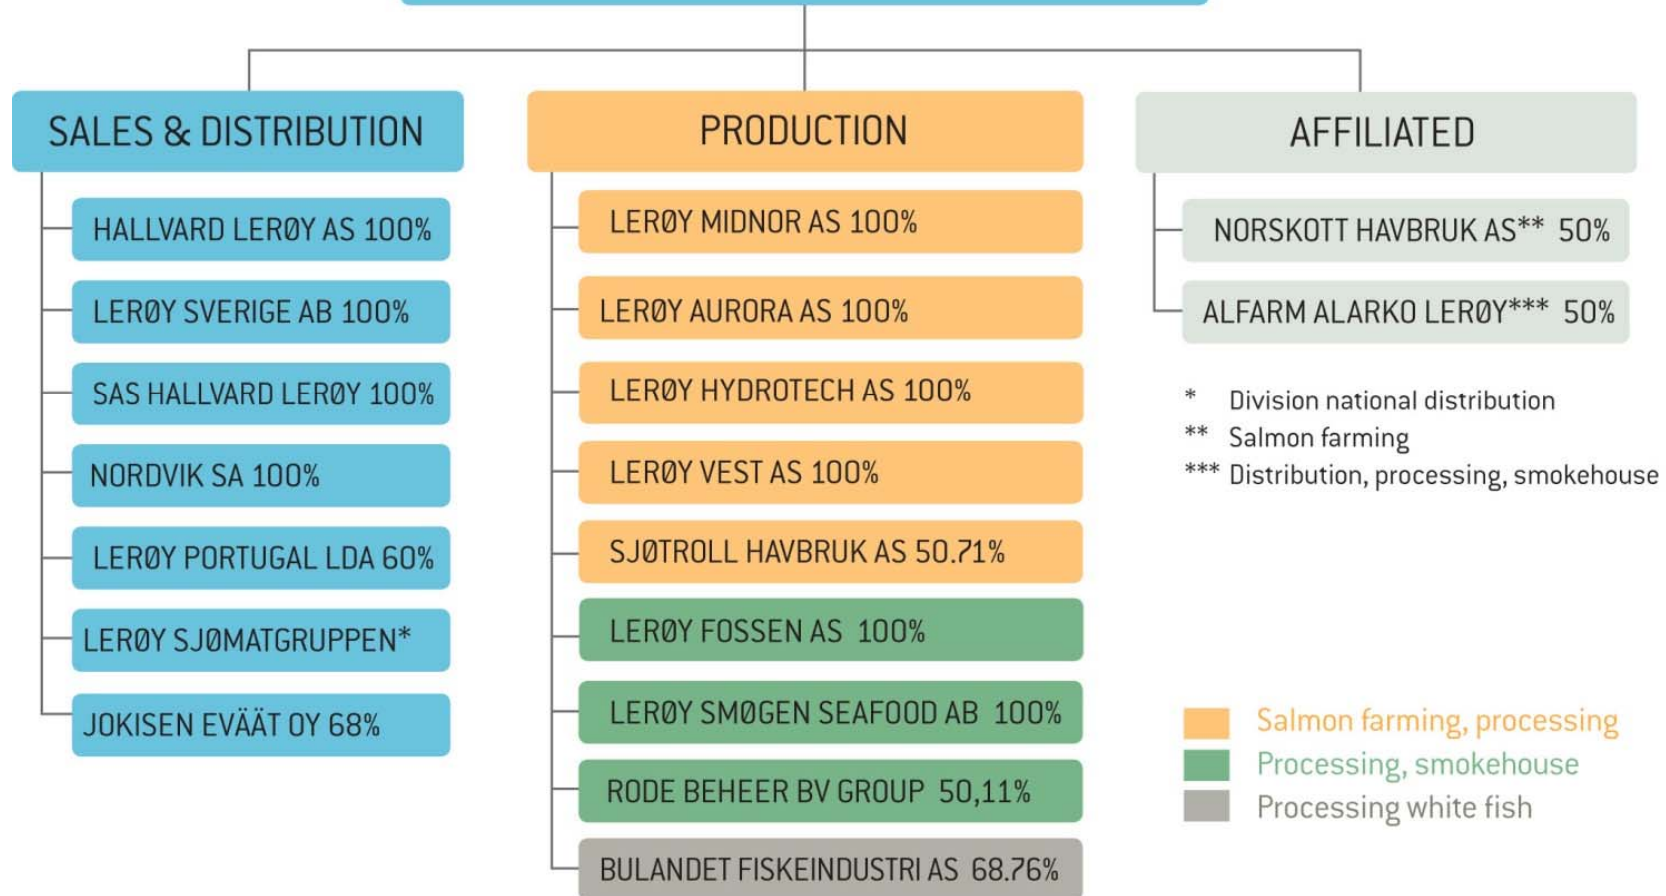 SALES & DISTRIBUTION
HALLVARD LERØY AS 100%
LERØY SVERIGE AB 100%
SAS HALLVARD LERØY 100%
NORDVIK SA 100%
LERØY PORTUGAL LDA 60%
LERØY SJØMATGRUPPEN*
JOKISEN EVÄÄT OY 68%
PRODUCTION
LERØY MIDNOR AS 100%
LERØY AURORA AS 100%
LERØY HYDROTECH AS 100%
LERØY VEST AS 100%
SJØTROLL HAVBRUK AS 50.71%
LERØY FOSSEN AS 100%
LERØY SMØGEN SEAFOOD AB 100%
RODE BEHEER BV GROUP 50,11%
BULANDET FISKEINDUSTRI AS 68.76%
AFFILIATED
NORSKOTT HAVBRUK AS** 50%
ALFARM ALARKO LERØY*** 50%
* Division national distribution
** Salmon farming
*** Distribution, processing, smokehouse
Salmon farming, processing
Processing, smokehouse
Processing white fish